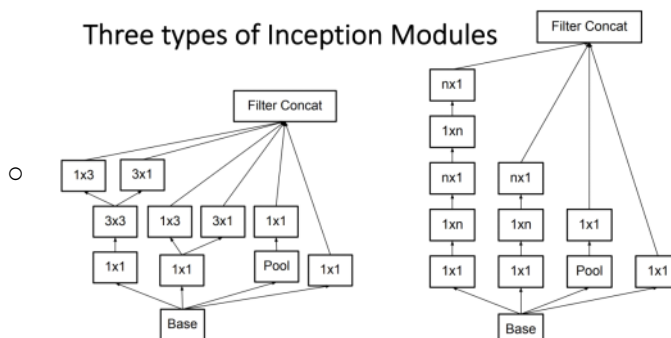 Three types of Inception Modules
Filter Concat
1x3 3x1
3x3 1x3 3x1 1x1
1x1 1x1 Pool 1x1
Base
Filter Concat
nx1
1xn
nx1 nx1
1xn 1xn 1x1
1x1 1x1 Pool 1x1
Base